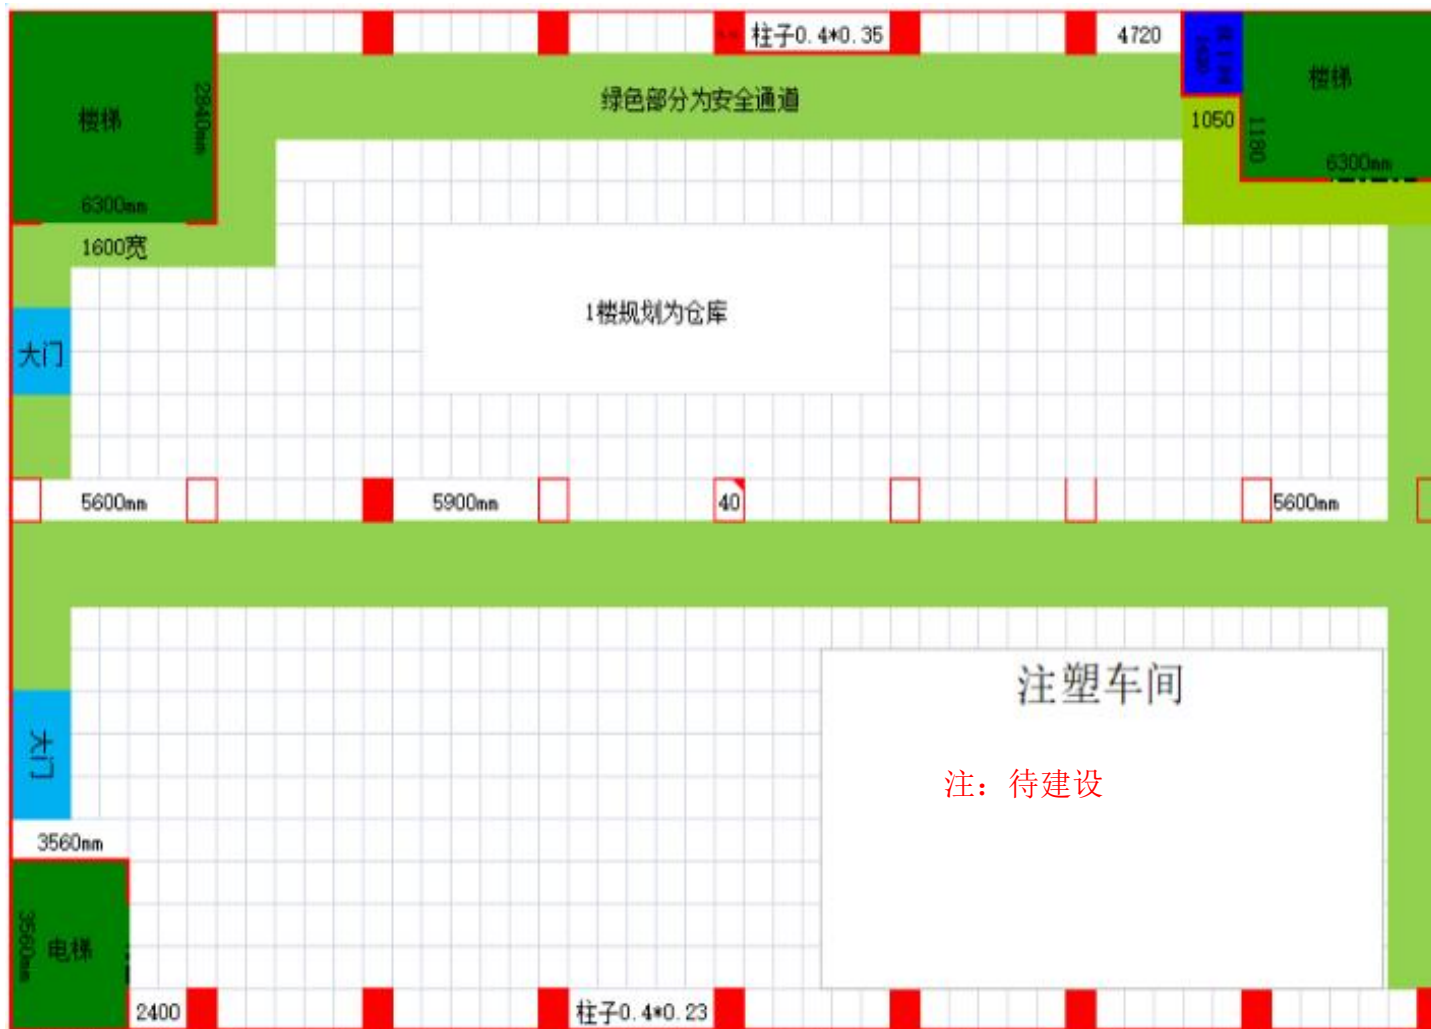 柱子0.4*0.35
4720
楼梯
2840mm
6300mm
绿色部分为安全通道
楼梯
1050
1180
6300mm
1600宽
1楼规划为仓库
大门
5600mm
5900mm
40
5600mm
注塑车间
大门
注：待建设
3560mm
3560mm
电梯
2400
柱子0.4*0.23